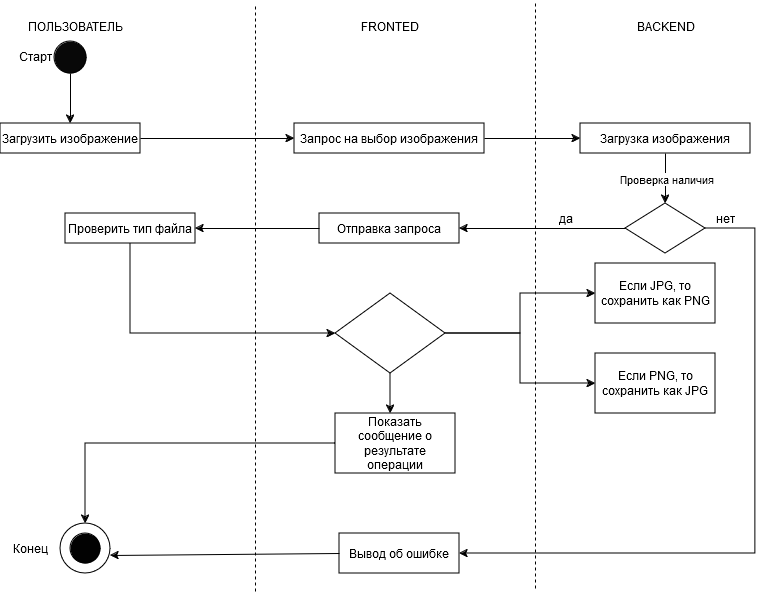 ПОЛЬЗОВАТЕЛЬ
FRONTED
BACKEND
Старт
Загрузить изображение
Запрос на выбор изображения
Загрузка изображения
Проверка наличия
да
нет
Проверить тип файла
Отправка запроса
Если JPG, то
сохранить как PNG
Если PNG, то
сохранить как JPG
Показать
сообщение о
результате
операции
Конец
Вывод об ошибке